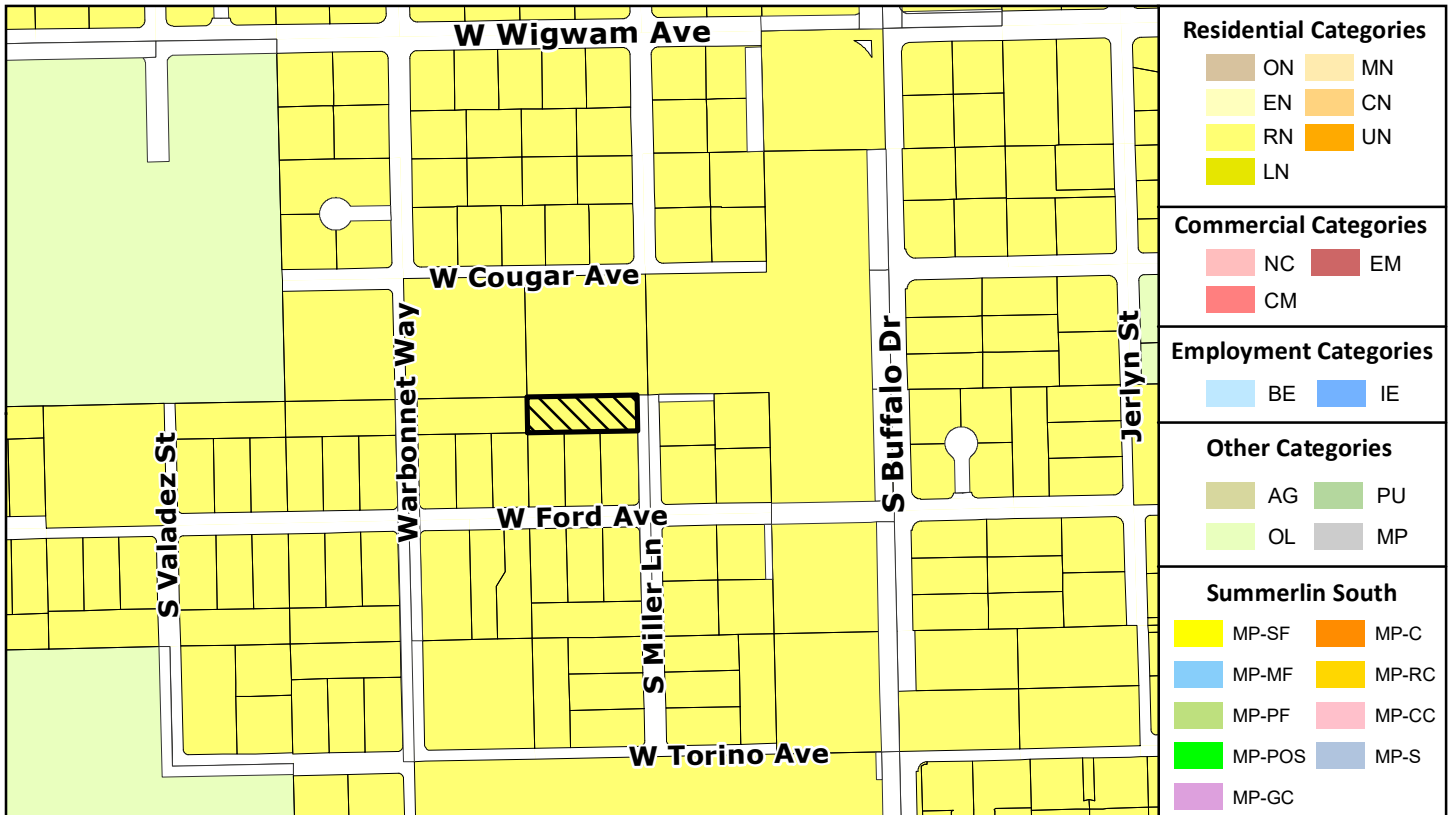 W Wigwam Ave
W Cougar Ave
Warbonnet Way
S Buffalo Dr
Jerlyn St
S Valadez St
W Ford Ave
S Miller Ln
W Torino Ave
Residential Categories
ON MN
EN CN
RN UN
LN
Commercial Categories
NC EM
CM
Employment Categories
BE IE
Other Categories
AG PU
OL MP
Summerlin South
MP-SF MP-C
MP-MF MP-RC
MP-PF MP-CC
MP-POS MP-S
MP-GC